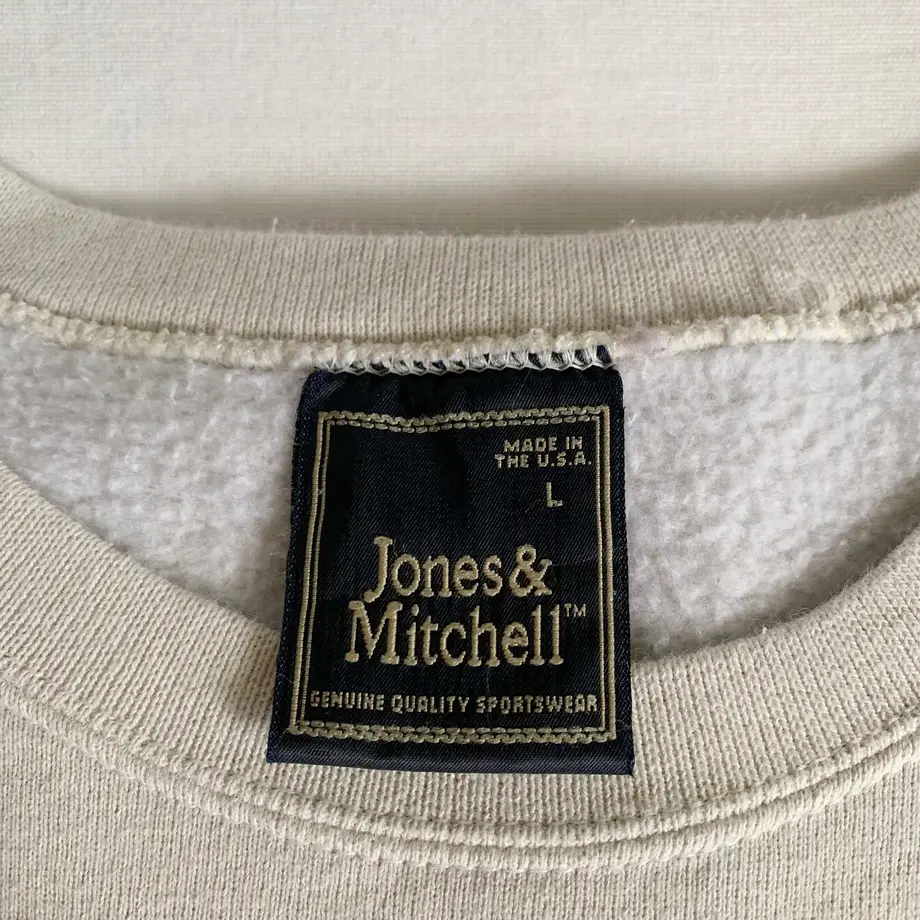 MADE IN
THE U.S.A.
L
Jones &
Mitchell™
GENUINE QUALITY SPORTSWEAR